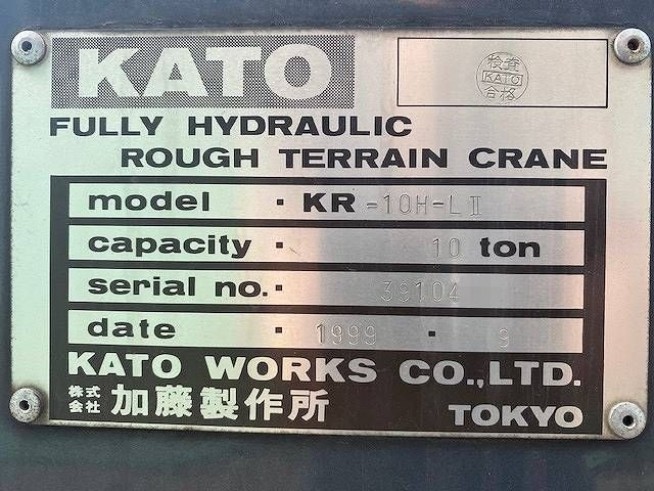 KATO
検査
KATO
合格
FULLY HYDRAULIC
ROUGH TERRAIN CRANE
model · KR -10H-LⅡ
capacity · 10 ton
serial no. · 39104
date · 1999 · 9
KATO WORKS CO.,LTD.
株式会社 加藤製作所
TOKYO